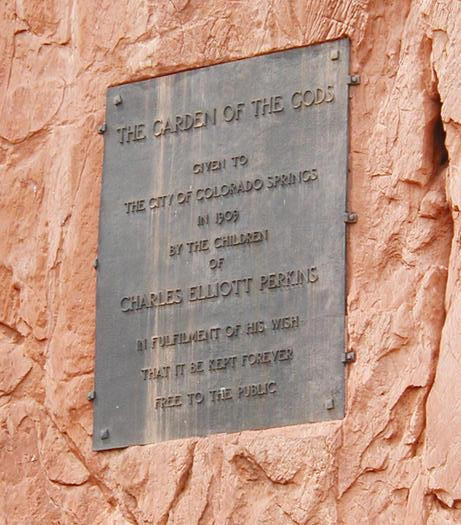 THE GARDEN OF THE GODS
GIVEN TO
THE CITY OF COLORADO SPRINGS
IN 1909
BY THE CHILDREN
OF
CHARLES ELLIOTT PERKINS
IN FULFILMENT OF HIS WISH
THAT IT BE KEPT FOREVER
FREE TO THE PUBLIC